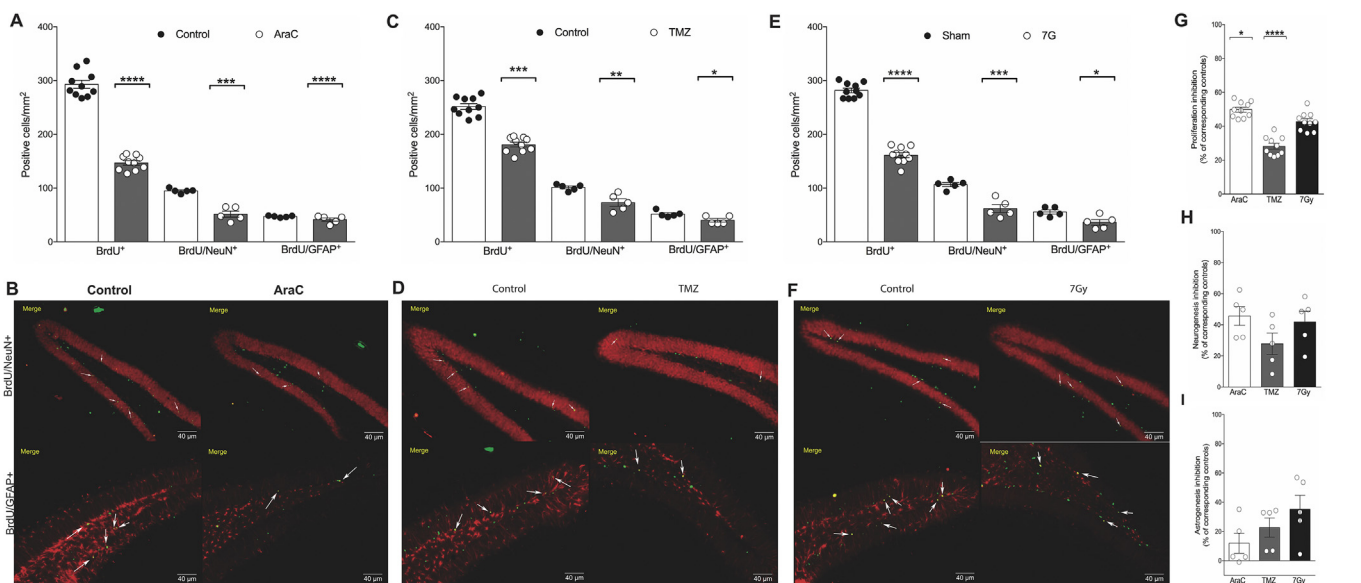 A
400
300
200
100
0
Positive cells/mm²
● Control ○ AraC
****
***
****
BrdU⁺
BrdU/NeuN⁺
BrdU/GFAP⁺
C
400
300
200
100
0
Positive cells/mm²
● Control ○ TMZ
***
**
*
BrdU⁺
BrdU/NeuN⁺
BrdU/GFAP⁺
E
400
300
200
100
0
Positive cells/mm²
● Sham ○ 7G
****
***
*
BrdU⁺
BrdU/NeuN⁺
BrdU/GFAP⁺
B
Control
AraC
BrdU/NeuN+
BrdU/GFAP+
Merge
40 µm
Merge
40 µm
Merge
40 µm
Merge
40 µm
D
Control
TMZ
Merge
40 µm
Merge
40 µm
Merge
40 µm
Merge
40 µm
F
Control
7Gy
Merge
40 µm
Merge
40 µm
Merge
40 µm
Merge
40 µm
G
100
80
60
40
20
0
Proliferation inhibition
(% of corresponding controls)
*
****
AraC
TMZ
7Gy
H
100
80
60
40
20
0
Neurogenesis inhibition
(% of corresponding controls)
AraC
TMZ
7Gy
I
100
80
60
40
20
0
Astrogenesis inhibition
(% of corresponding controls)
AraC
TMZ
7Gy